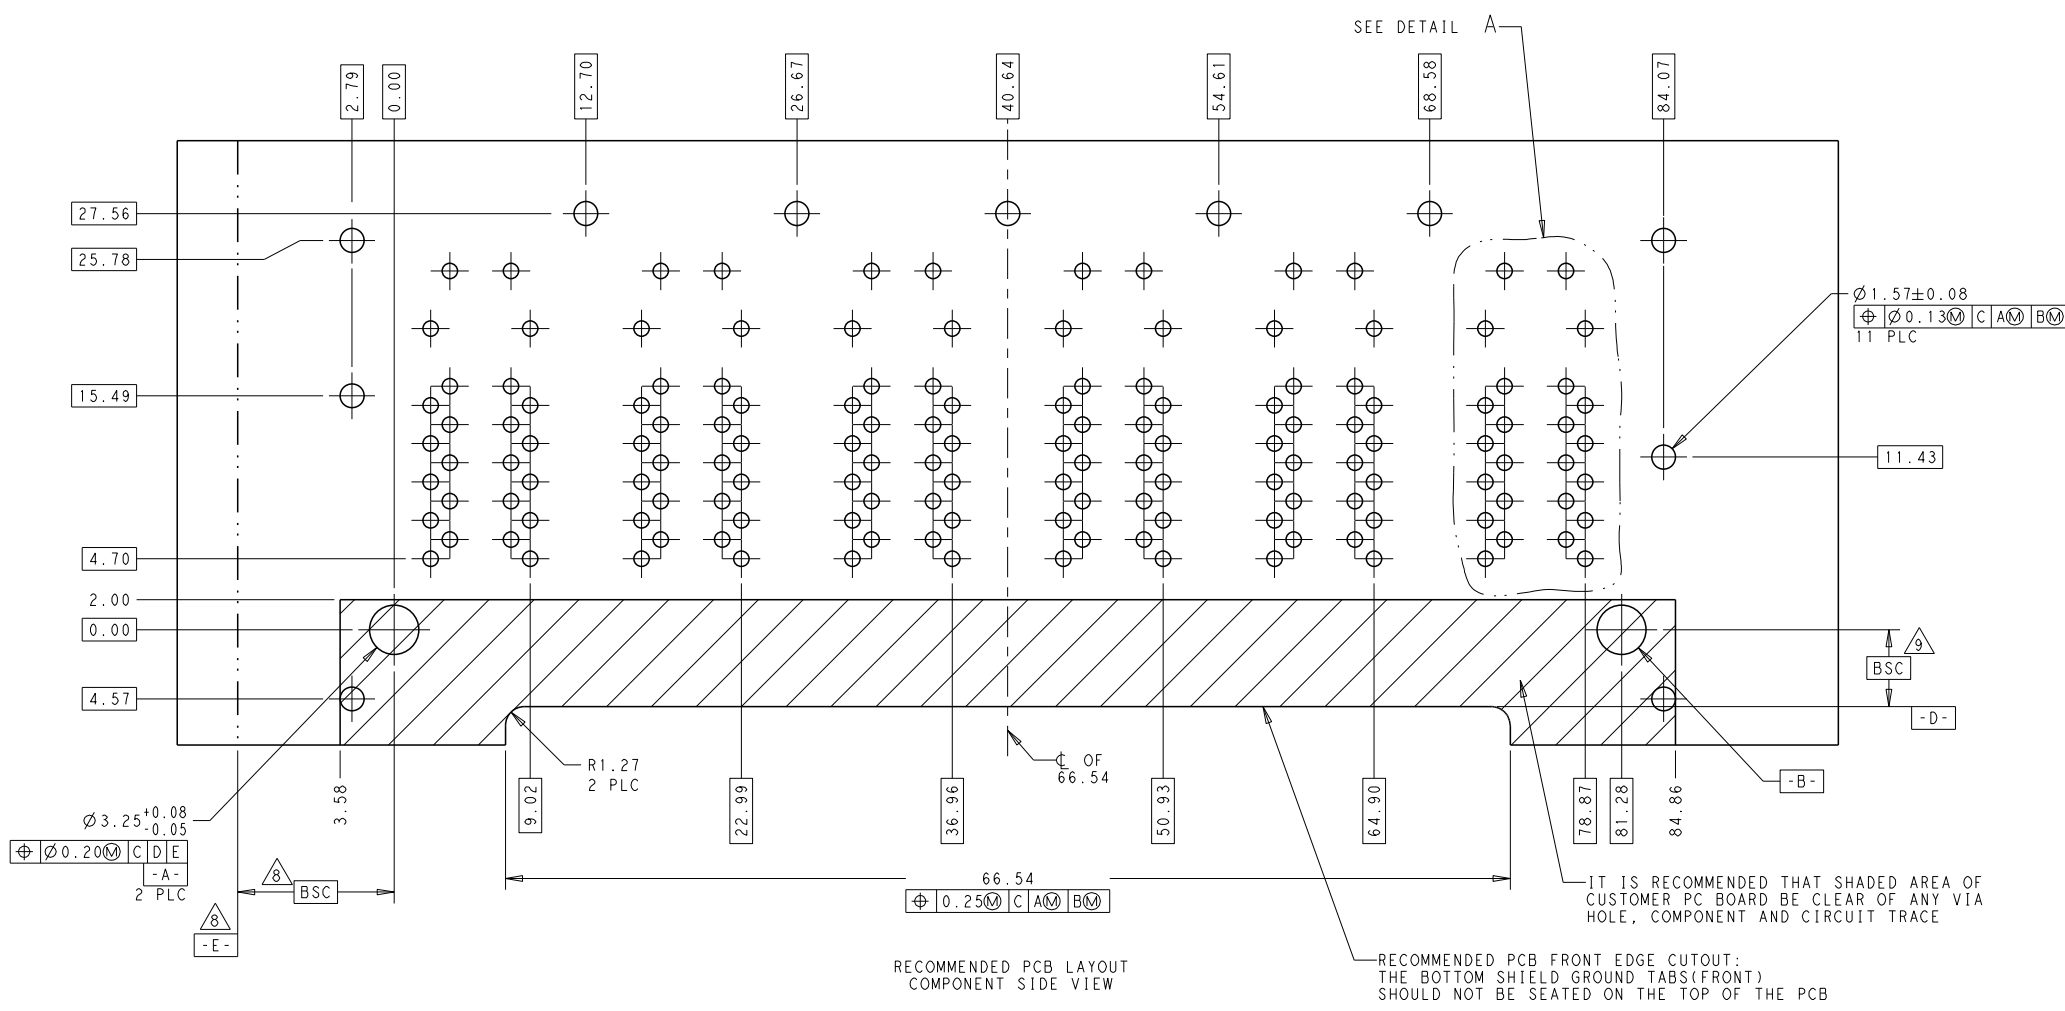 SEE DETAIL A
2.79
0.00
12.70
26.67
40.64
54.61
68.58
84.07
27.56
25.78
15.49
4.70
2.00
0.00
4.57
Ø1.57±0.08
⌖ Ø0.13Ⓜ C AⓂ BⓂ
11 PLC
11.43
9
BSC
-D-
-B-
R1.27
2 PLC
℄ OF
66.54
3.58
9.02
22.99
36.96
50.93
64.90
78.87
81.28
84.86
Ø3.25 +0.08
-0.05
⌖ Ø0.20Ⓜ C D E
-A-
2 PLC
8
BSC
8
-E-
66.54
⌖ 0.25Ⓜ C AⓂ BⓂ
IT IS RECOMMENDED THAT SHADED AREA OF
CUSTOMER PC BOARD BE CLEAR OF ANY VIA
HOLE, COMPONENT AND CIRCUIT TRACE
RECOMMENDED PCB LAYOUT
COMPONENT SIDE VIEW
RECOMMENDED PCB FRONT EDGE CUTOUT:
THE BOTTOM SHIELD GROUND TABS(FRONT)
SHOULD NOT BE SEATED ON THE TOP OF THE PCB